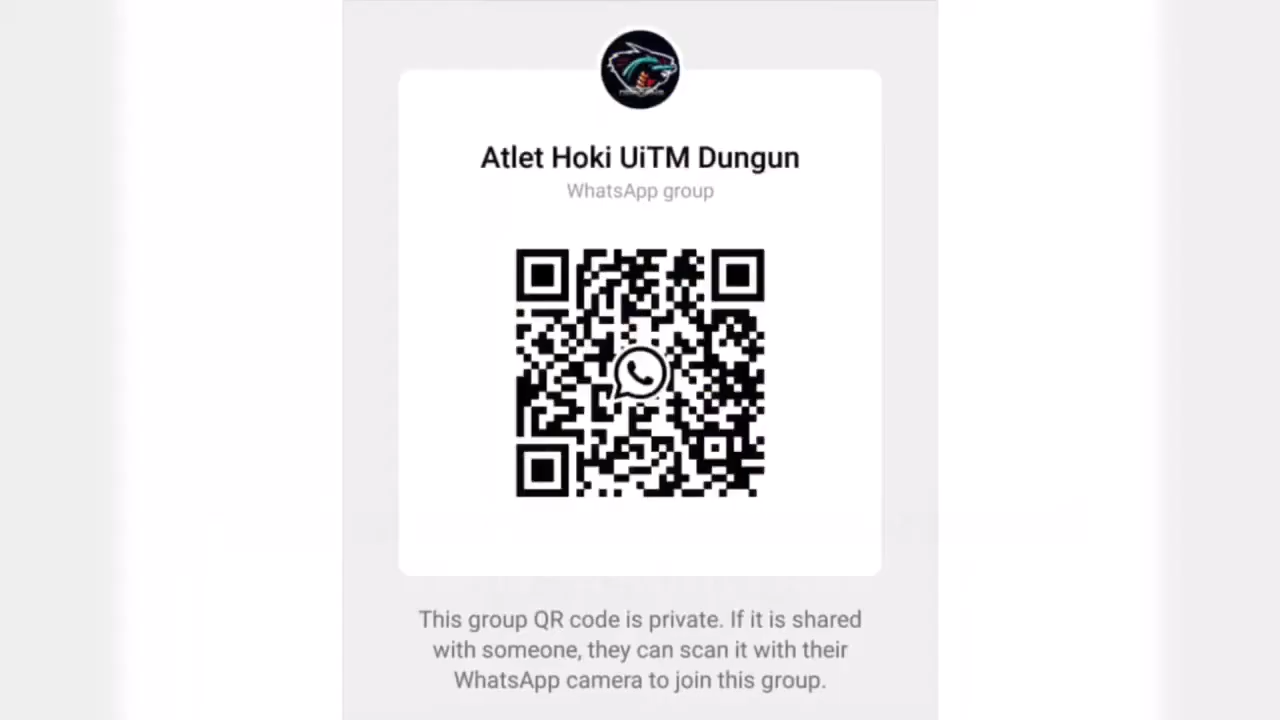 Atlet Hoki UiTM Dungun
WhatsApp group
This group QR code is private. If it is shared
with someone, they can scan it with their
WhatsApp camera to join this group.